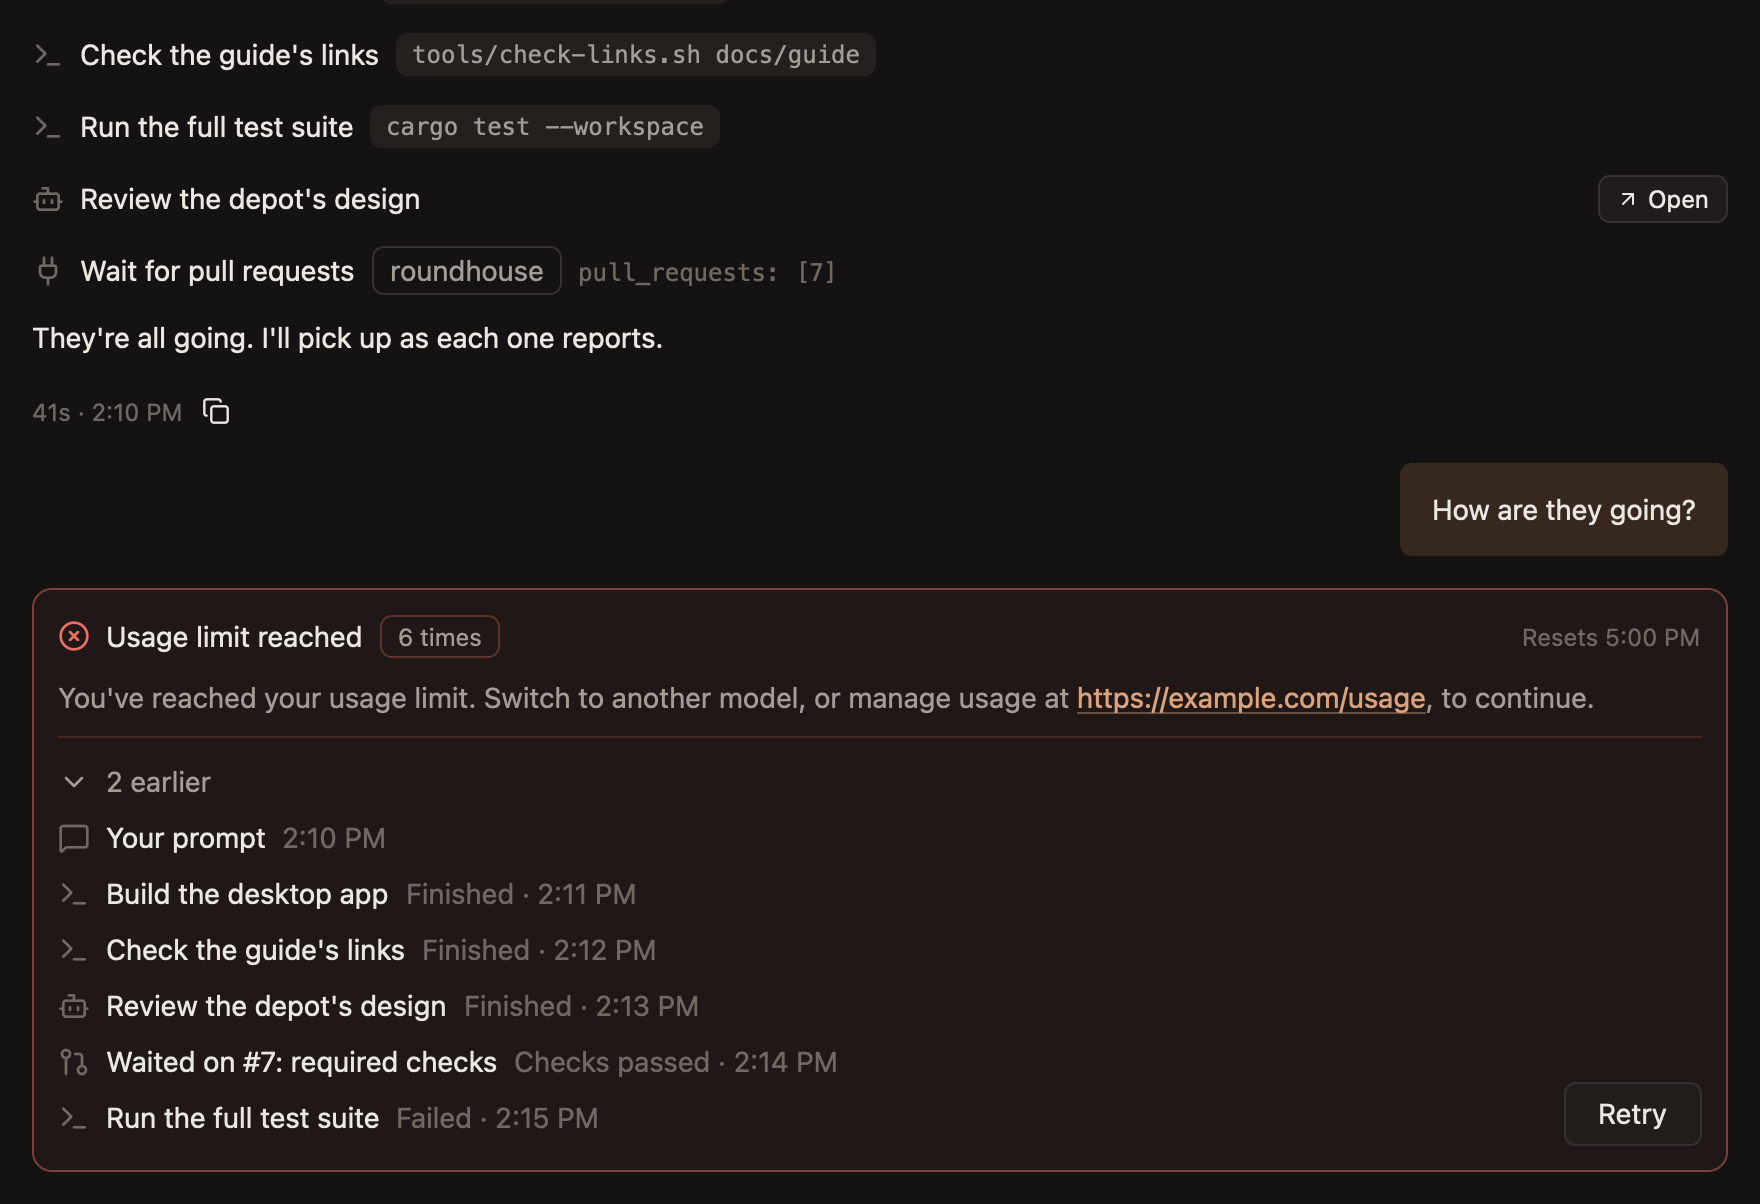 Check the guide's links tools/check-links.sh docs/guide
Run the full test suite cargo test --workspace
Review the depot's design Open
Wait for pull requests roundhouse pull_requests: [7]
They're all going. I'll pick up as each one reports.
41s · 2:10 PM
How are they going?
Usage limit reached 6 times Resets 5:00 PM
You've reached your usage limit. Switch to another model, or manage usage at https://example.com/usage, to continue.
2 earlier
Your prompt 2:10 PM
Build the desktop app Finished · 2:11 PM
Check the guide's links Finished · 2:12 PM
Review the depot's design Finished · 2:13 PM
Waited on #7: required checks Checks passed · 2:14 PM
Run the full test suite Failed · 2:15 PM
Retry